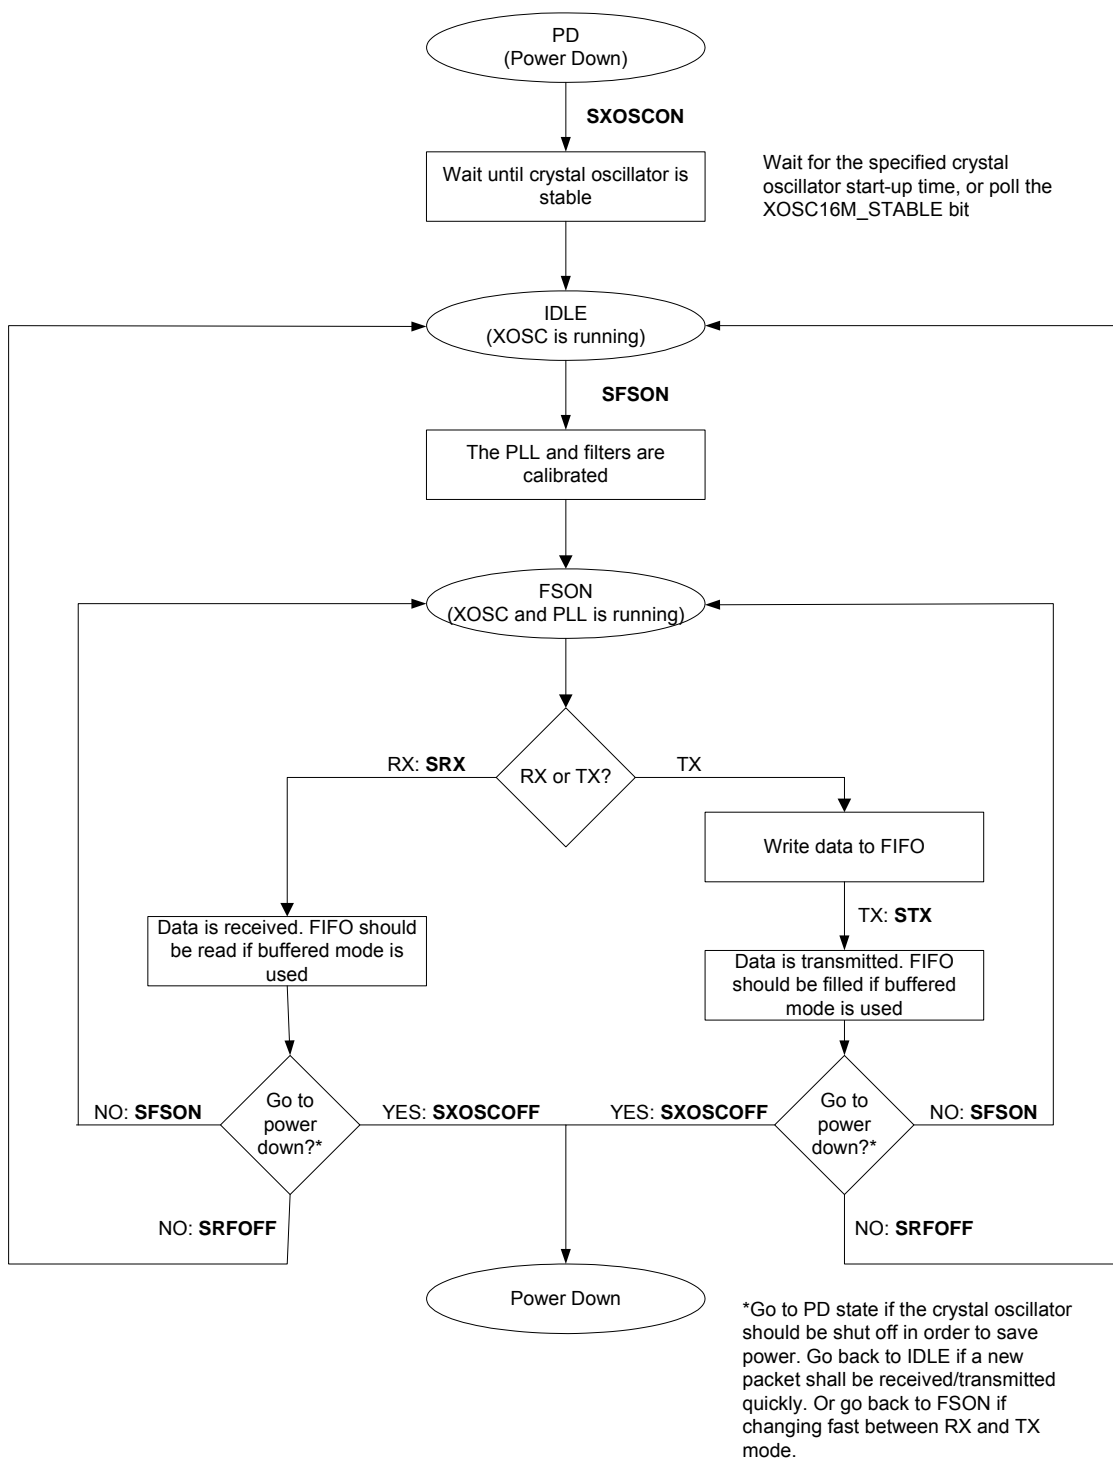 PD
(Power Down)
SXOSCON
Wait until crystal oscillator is
stable
Wait for the specified crystal
oscillator start-up time, or poll the
XOSC16M_STABLE bit
IDLE
(XOSC is running)
SFSON
The PLL and filters are
calibrated
FSON
(XOSC and PLL is running)
RX: SRX
RX or TX?
TX
Write data to FIFO
TX: STX
Data is received. FIFO should
be read if buffered mode is
used
Data is transmitted. FIFO
should be filled if buffered
mode is used
NO: SFSON
Go to
power
down?*
YES: SXOSCOFF
YES: SXOSCOFF
Go to
power
down?*
NO: SFSON
NO: SRFOFF
NO: SRFOFF
Power Down
*Go to PD state if the crystal oscillator
should be shut off in order to save
power. Go back to IDLE if a new
packet shall be received/transmitted
quickly. Or go back to FSON if
changing fast between RX and TX
mode.